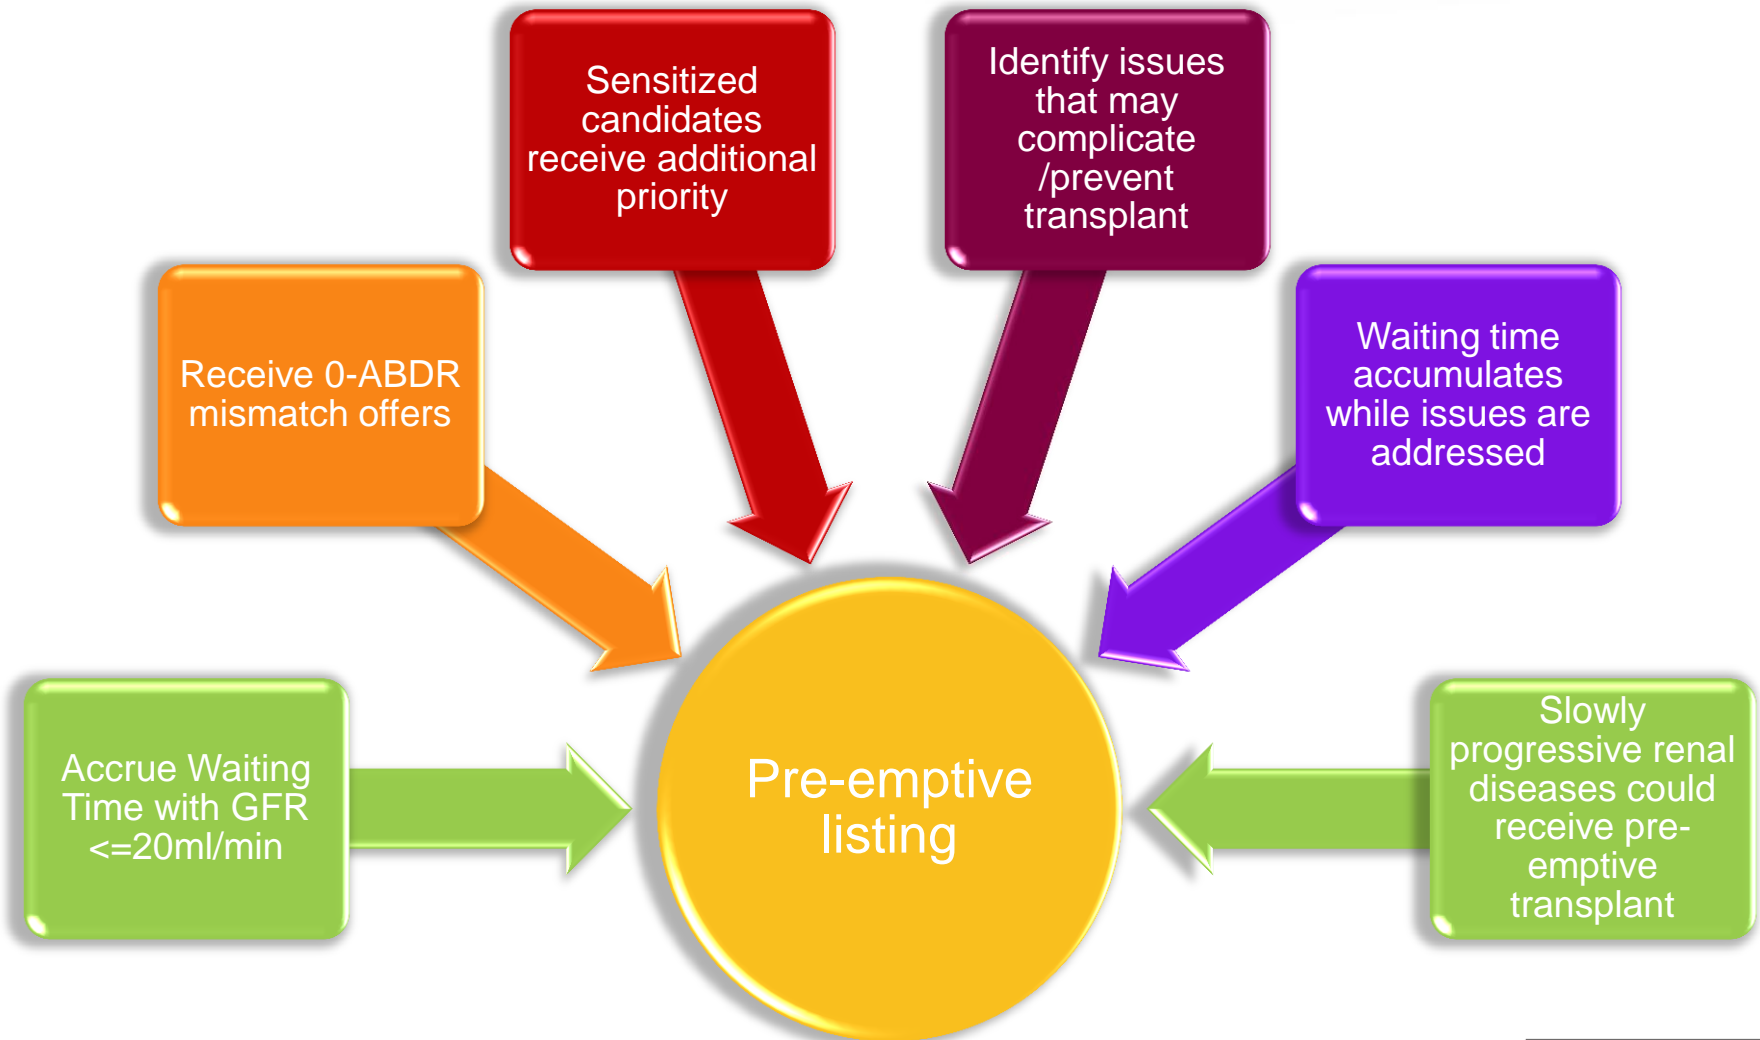 Sensitized
candidates
receive additional
priority
Identify issues
that may
complicate
/prevent
transplant
Receive 0-ABDR
mismatch offers
Waiting time
accumulates
while issues are
addressed
Accrue Waiting
Time with GFR
<=20ml/min
Pre-emptive
listing
Slowly
progressive renal
diseases could
receive pre-
emptive
transplant